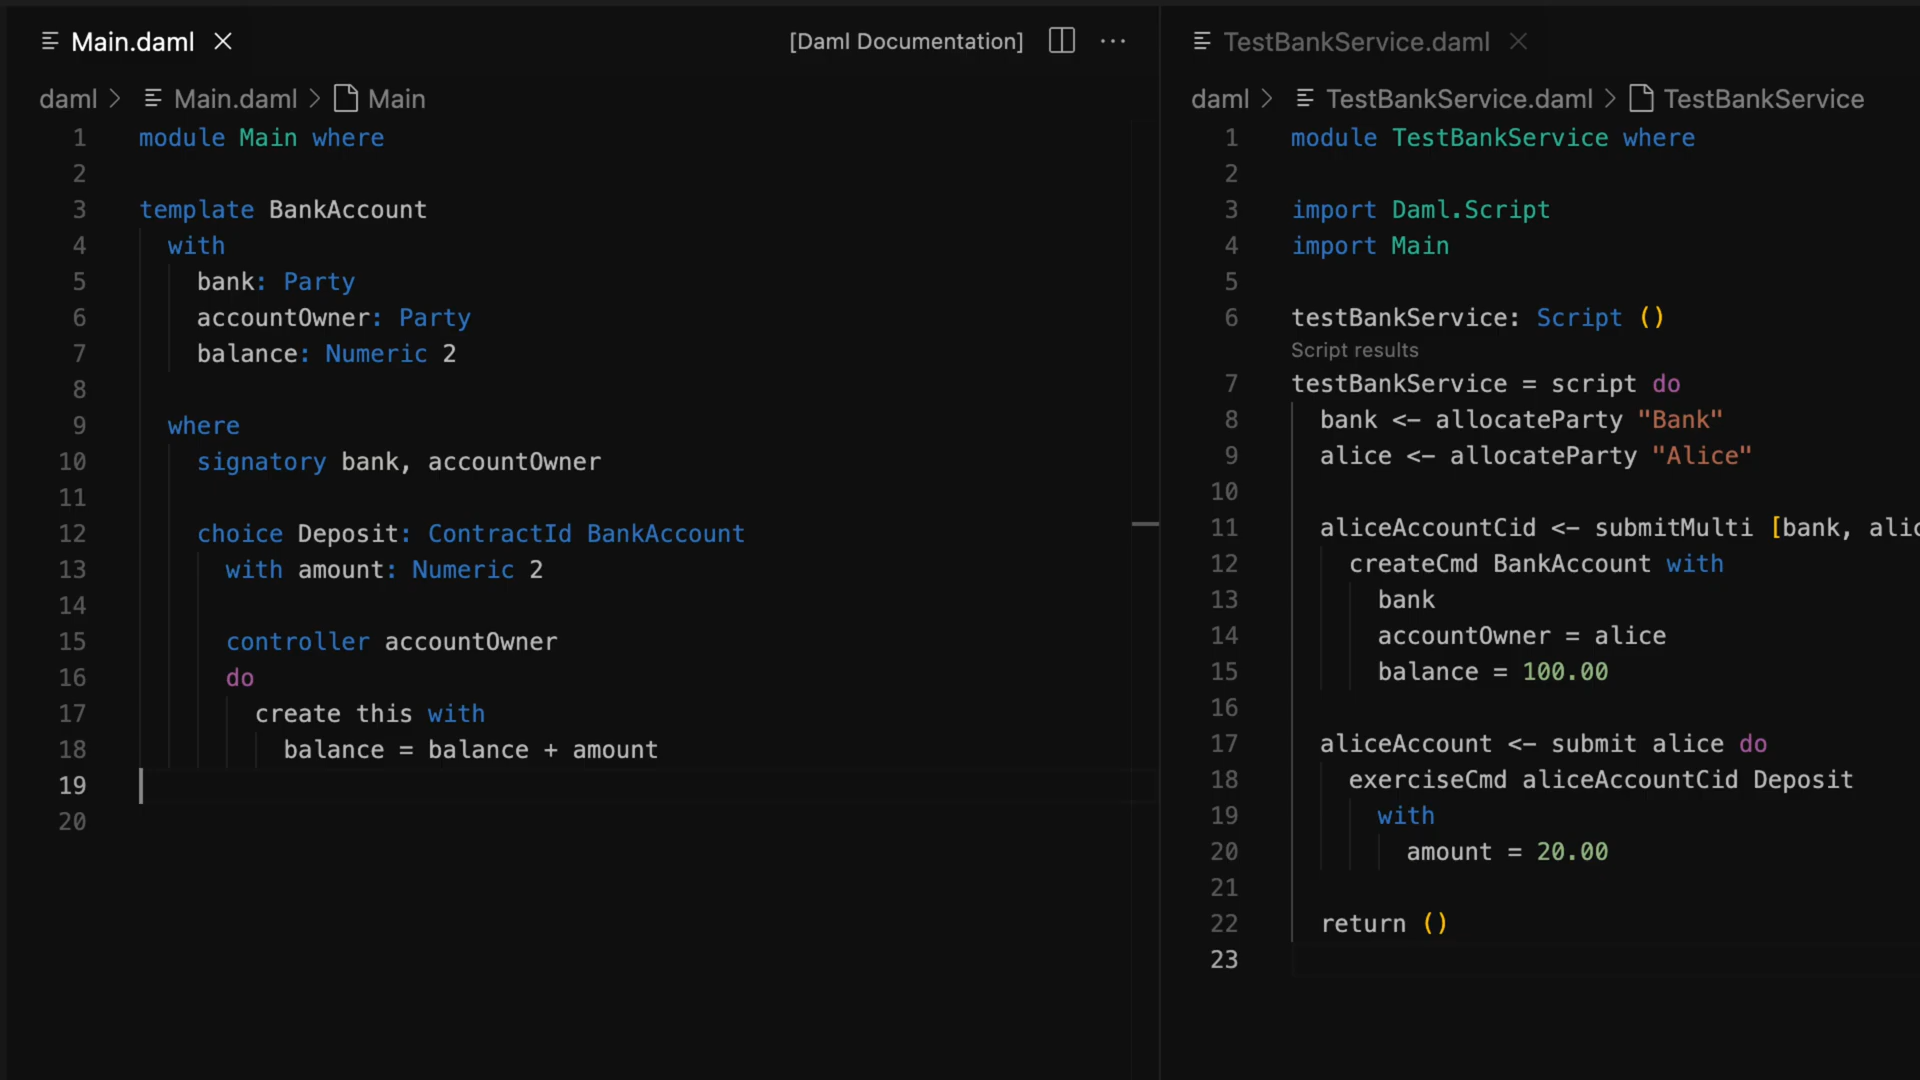 Main.daml
[Daml Documentation]
daml > Main.daml > Main
1 module Main where
2
3 template BankAccount
4 with
5 bank: Party
6 accountOwner: Party
7 balance: Numeric 2
8
9 where
10 signatory bank, accountOwner
11
12 choice Deposit: ContractId BankAccount
13 with amount: Numeric 2
14
15 controller accountOwner
16 do
17 create this with
18 balance = balance + amount
19
20
TestBankService.daml
daml > TestBankService.daml > TestBankService
1 module TestBankService where
2
3 import Daml.Script
4 import Main
5
6 testBankService: Script ()
Script results
7 testBankService = script do
8 bank <- allocateParty "Bank"
9 alice <- allocateParty "Alice"
10
11 aliceAccountCid <- submitMulti [bank,
12 createCmd BankAccount with
13 bank
14 accountOwner = alice
15 balance = 100.00
16
17 aliceAccount <- submit alice do
18 exerciseCmd aliceAccountCid Deposit
19 with
20 amount = 20.00
21
22 return ()
23